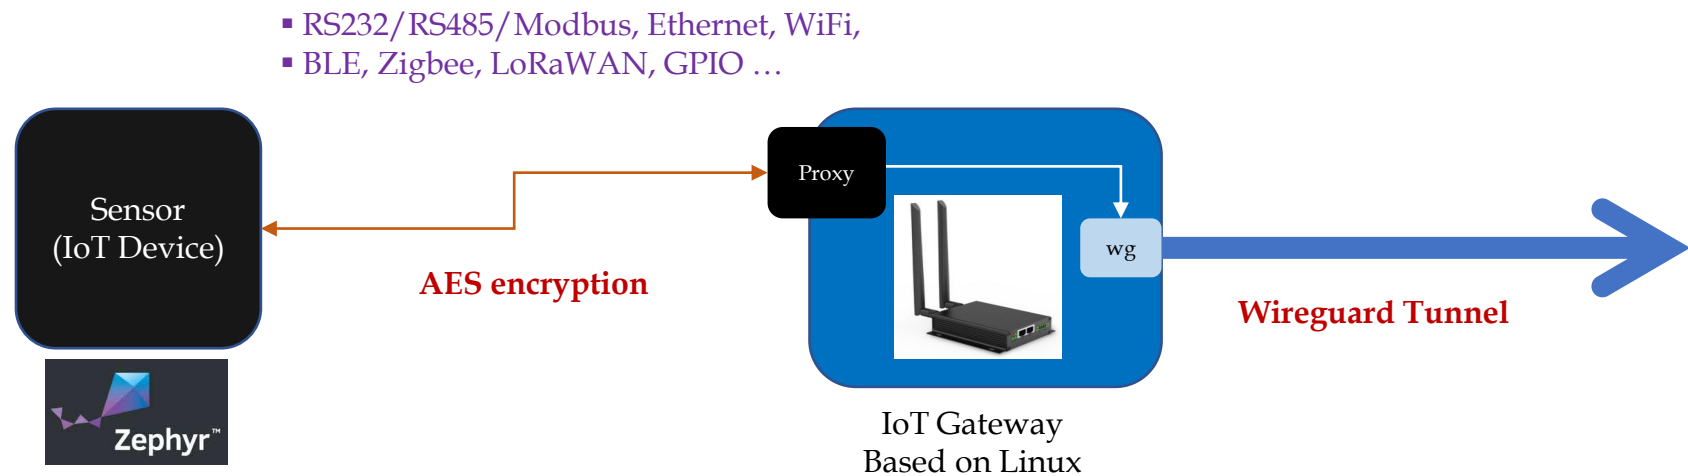 ▪ RS232/RS485/Modbus, Ethernet, WiFi,
▪ BLE, Zigbee, LoRaWAN, GPIO …
Sensor
(IoT Device)
AES encryption
Proxy
wg
Wireguard Tunnel
Zephyr™
IoT Gateway
Based on Linux